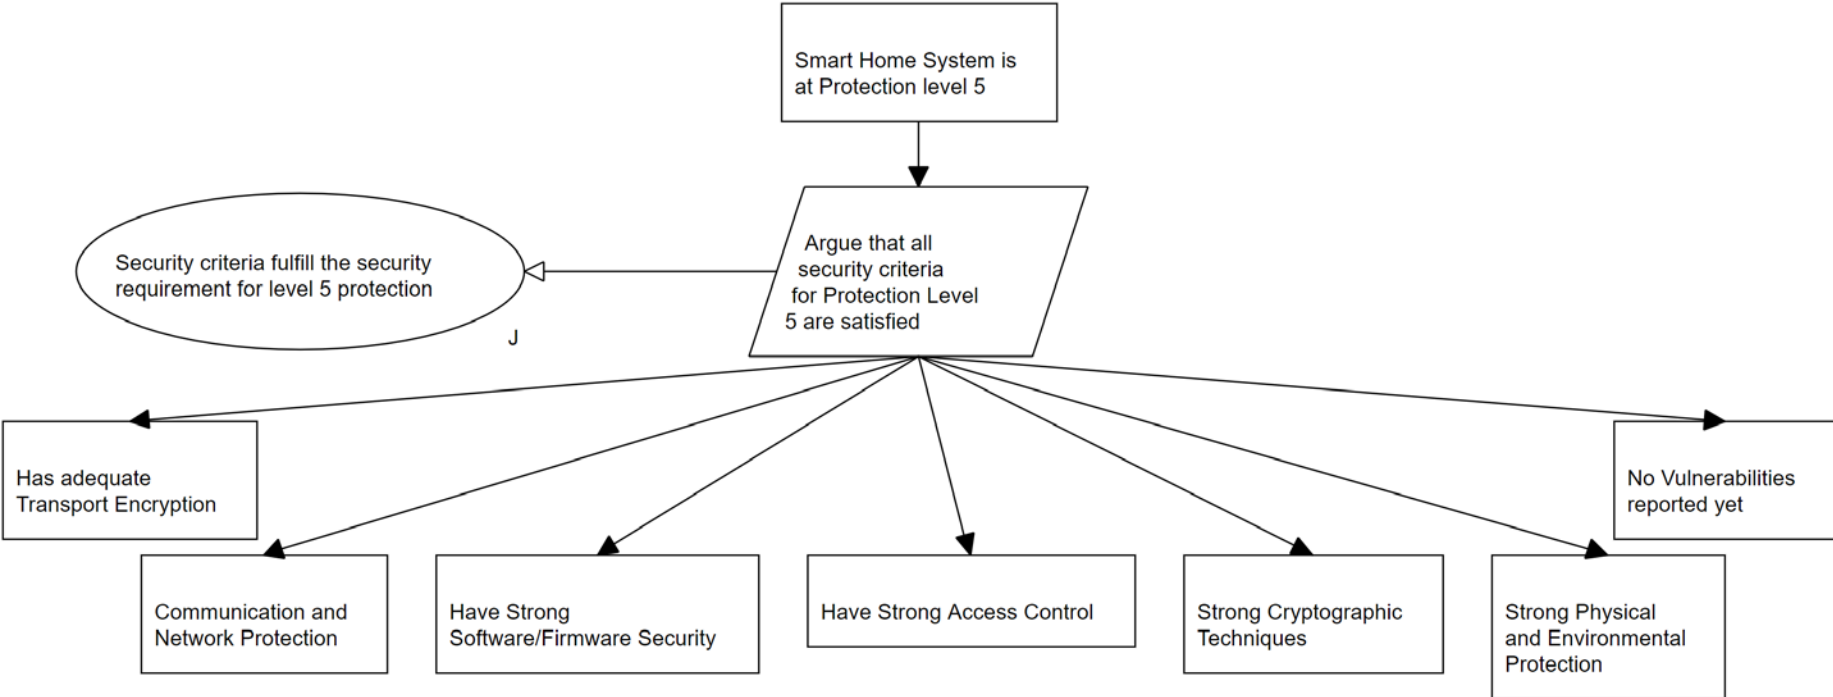 Smart Home System is
at Protection level 5
Argue that all
security criteria
for Protection Level
5 are satisfied
Security criteria fulfill the security
requirement for level 5 protection
J
Has adequate
Transport Encryption
Communication and
Network Protection
Have Strong
Software/Firmware Security
Have Strong Access Control
Strong Cryptographic
Techniques
Strong Physical
and Environmental
Protection
No Vulnerabilities
reported yet